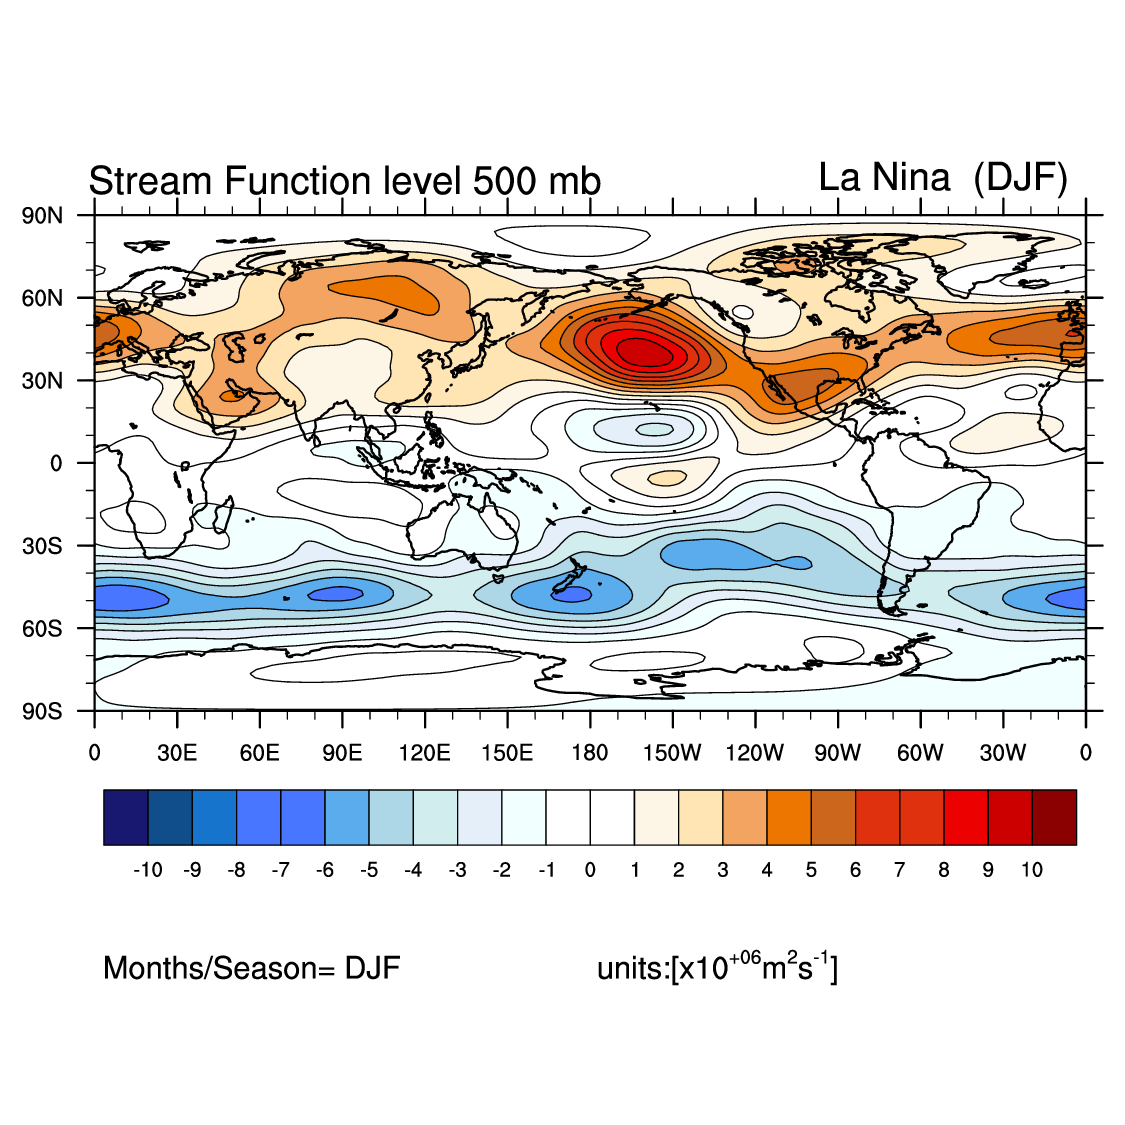 Stream Function level 500 mb La Nina (DJF)
90N
60N
30N
0
30S
60S
90S
0 30E 60E 90E 120E 150E 180 150W 120W 90W 60W 30W 0
-10 -9 -8 -7 -6 -5 -4 -3 -2 -1 0 1 2 3 4 5 6 7 8 9 10
Months/Season= DJF units:[x10⁺⁰⁶m²s⁻¹]